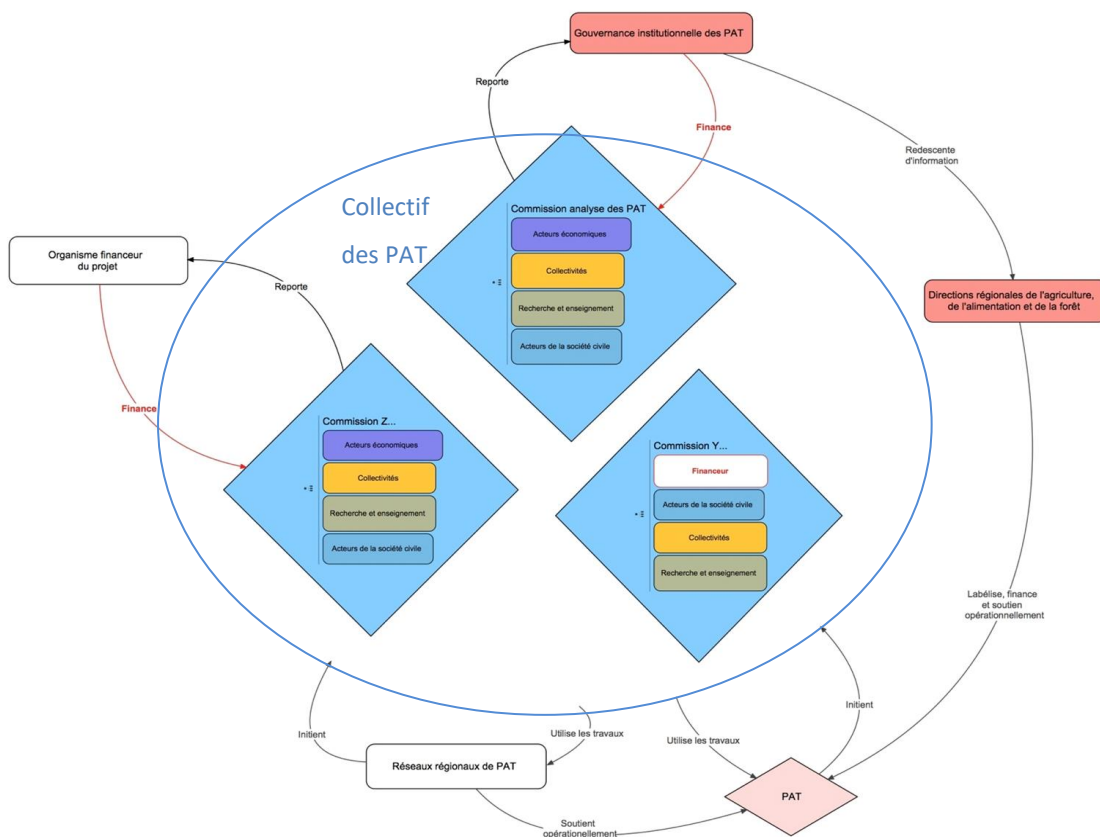 Gouvernance institutionnelle des PAT
Reporte
Finance
Redescente
d'information
Collectif
des PAT
Commission analyse des PAT
Acteurs économiques
Collectivités
Recherche et enseignement
Acteurs de la société civile
Organisme financeur
du projet
Reporte
Finance
Directions régionales de l'agriculture,
de l'alimentation et de la forêt
Commission Z...
Acteurs économiques
Collectivités
Recherche et enseignement
Acteurs de la société civile
Commission Y...
Financeur
Acteurs de la société civile
Collectivités
Recherche et enseignement
Labélise, finance
et soutien
opérationnellement
Initient
Utilise les travaux
Utilise les travaux
Initient
Réseaux régionaux de PAT
PAT
Soutient
opérationellement